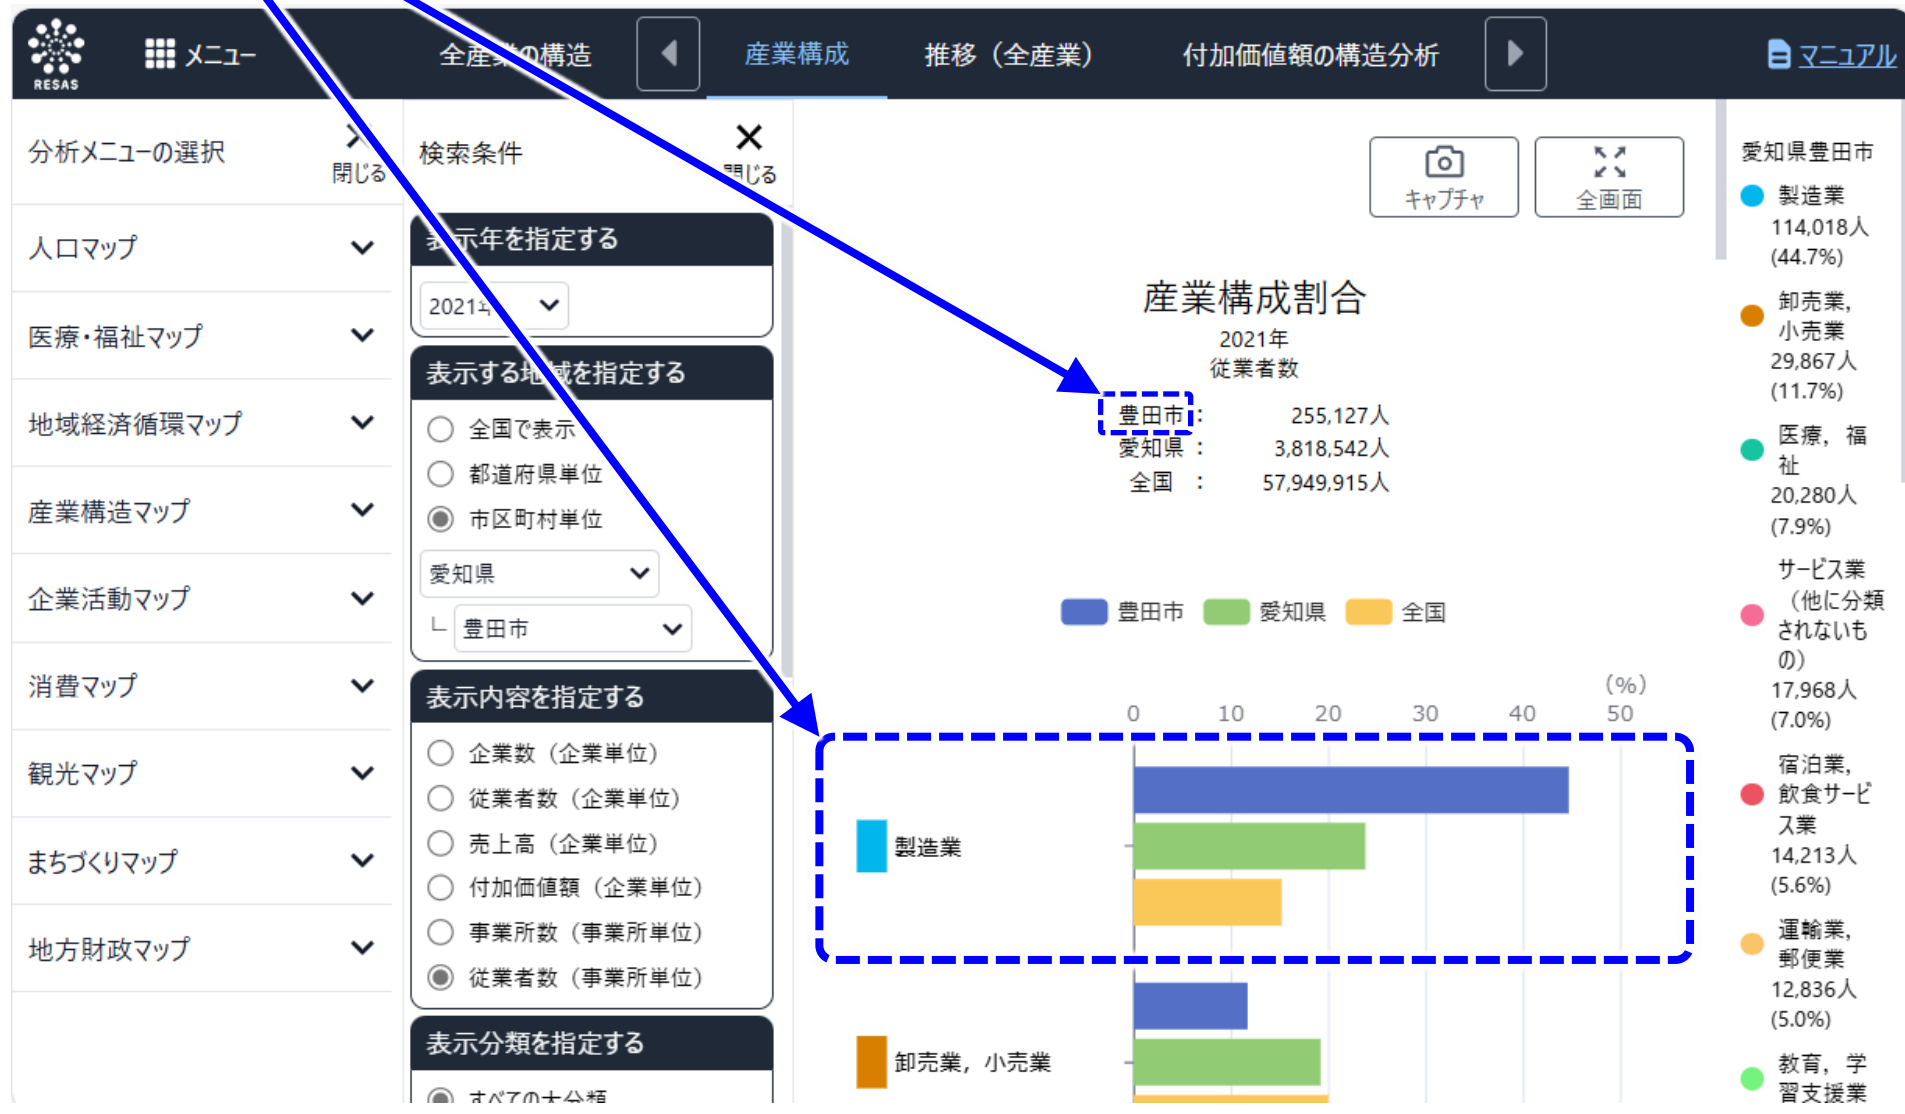 RESAS
メニュー
全産業の構造
産業構成
推移（全産業）
付加価値額の構造分析
マニュアル
分析メニューの選択
閉じる
人口マップ
医療・福祉マップ
地域経済循環マップ
産業構造マップ
企業活動マップ
消費マップ
観光マップ
まちづくりマップ
地方財政マップ
検索条件
閉じる
表示年を指定する
2021年
表示する地域を指定する
全国で表示
都道府県単位
市区町村単位
愛知県
└ 豊田市
表示内容を指定する
企業数（企業単位）
従業者数（企業単位）
売上高（企業単位）
付加価値額（企業単位）
事業所数（事業所単位）
従業者数（事業所単位）
表示分類を指定する
すべての大分類
キャプチャ
全画面
産業構成割合
2021年
従業者数
豊田市： 255,127人
愛知県： 3,818,542人
全国： 57,949,915人
豊田市 愛知県 全国
（%）
0 10 20 30 40 50
製造業
卸売業，小売業
愛知県豊田市
製造業
114,018人
(44.7%)
卸売業，
小売業
29,867人
(11.7%)
医療，福
祉
20,280人
(7.9%)
サービス業
（他に分類
されないも
の）
17,968人
(7.0%)
宿泊業，
飲食サービ
ス業
14,213人
(5.6%)
運輸業，
郵便業
12,836人
(5.0%)
教育，学
習支援業